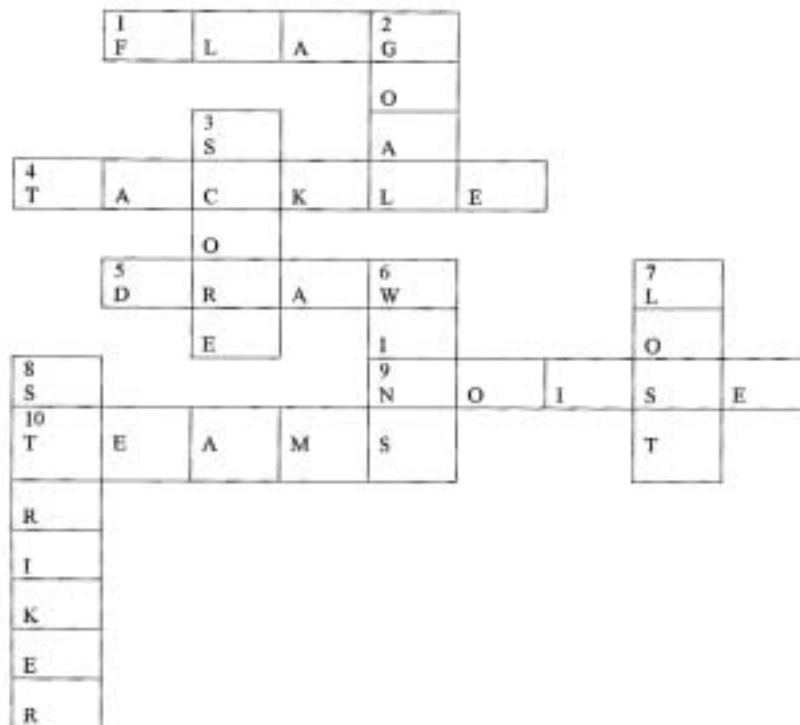 1 2
F L A G
O
3
S A
4
T A C K L E
O
5 6 7
D R A W L
E I O
8 9
S N O I S E
10
T E A M S T
R
I
K
E
R